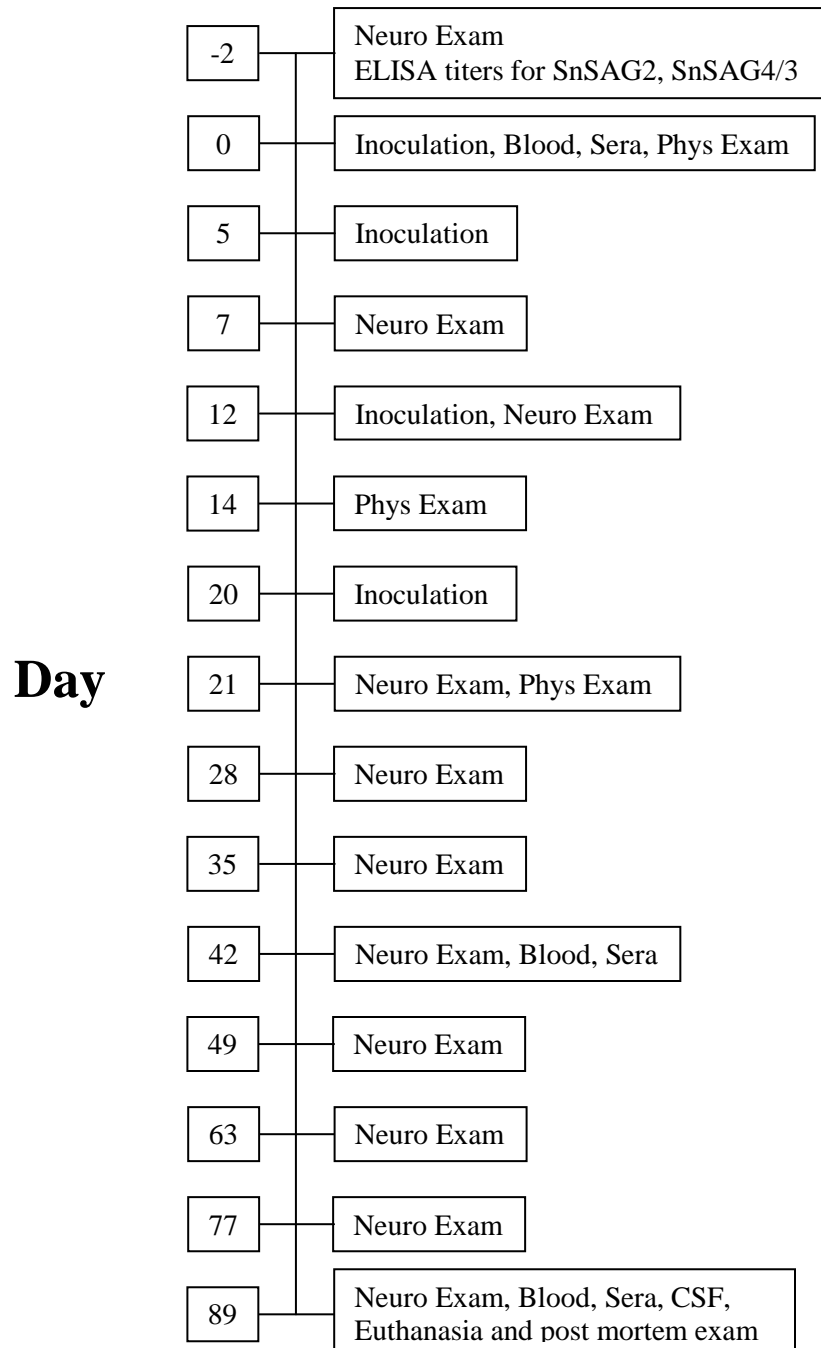 -2
Neuro Exam
ELISA titers for SnSAG2, SnSAG4/3
0
Inoculation, Blood, Sera, Phys Exam
5
Inoculation
7
Neuro Exam
12
Inoculation, Neuro Exam
14
Phys Exam
20
Inoculation
Day
21
Neuro Exam, Phys Exam
28
Neuro Exam
35
Neuro Exam
42
Neuro Exam, Blood, Sera
49
Neuro Exam
63
Neuro Exam
77
Neuro Exam
89
Neuro Exam, Blood, Sera, CSF,
Euthanasia and post mortem exam